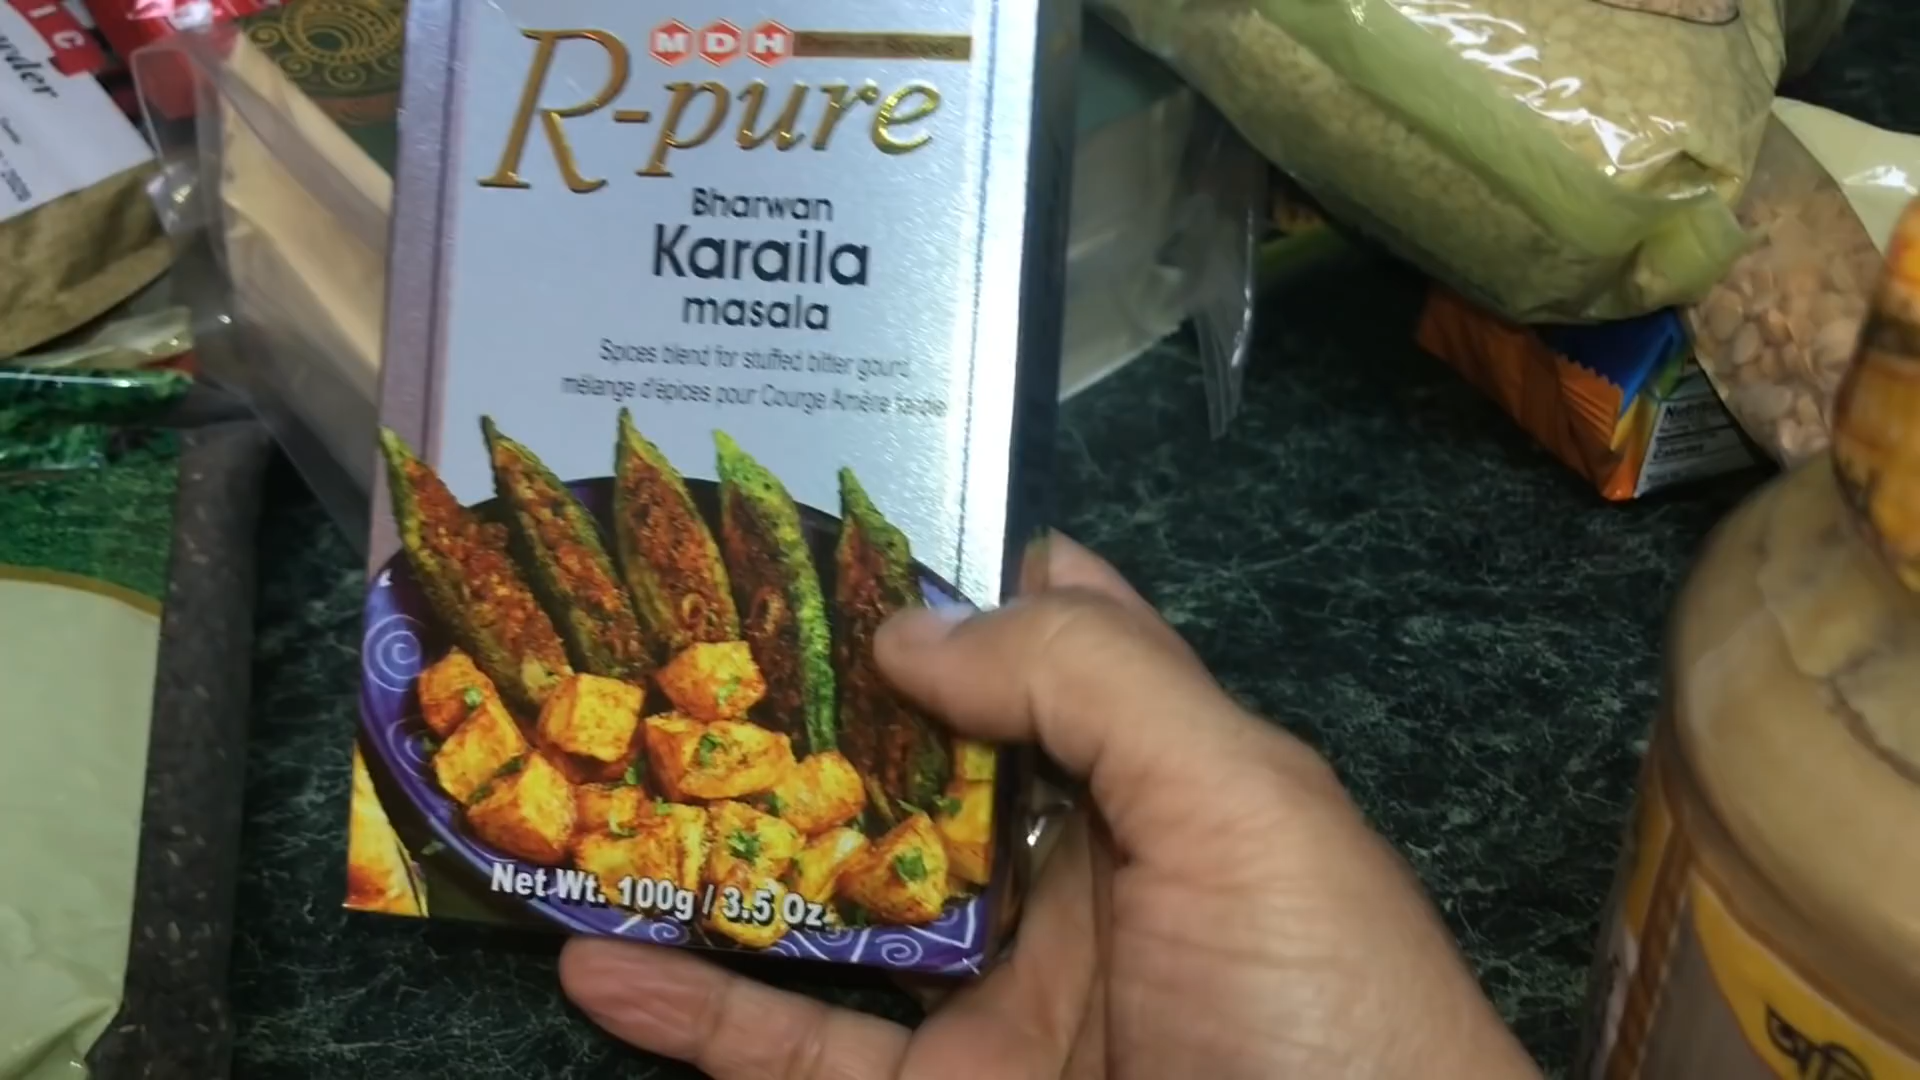 MDH
R-pure
Bharwan
Karaila
masala
Spices blend for stuffed bitter gourd
mélange d'épices pour Courge Amère farcie
Net Wt. 100g / 3.5 Oz.
Calories